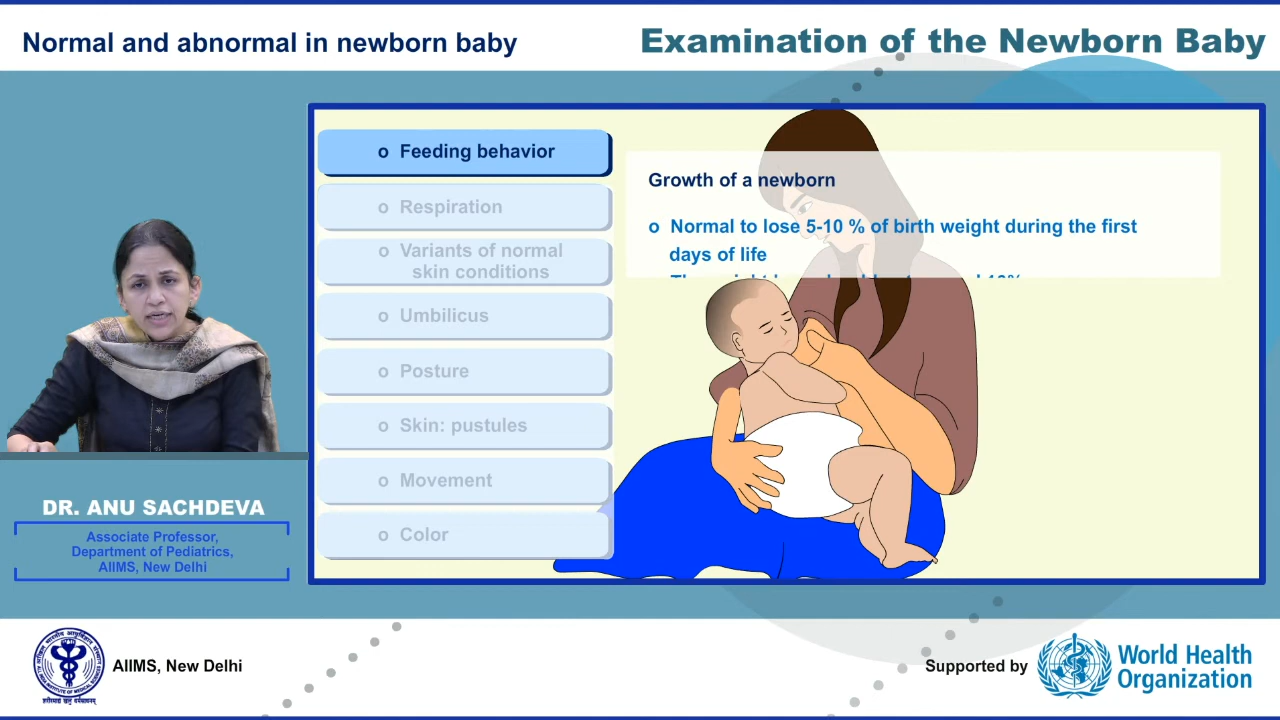 Normal and abnormal in newborn baby
Examination of the Newborn Baby
o Feeding behavior
o Respiration
o Variants of normal
skin conditions
o Umbilicus
o Posture
o Skin: pustules
o Movement
o Color
Growth of a newborn
o Normal to lose 5-10 % of birth weight during the first
days of life
DR. ANU SACHDEVA
Associate Professor,
Department of Pediatrics,
AIIMS, New Delhi
AIIMS, New Delhi
Supported by
World Health
Organization